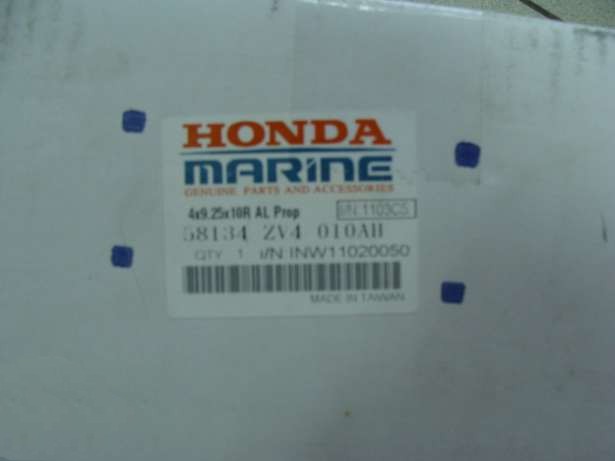 HONDA
MARINE
GENUINE PARTS AND ACCESSORIES
4x9.25x10R AL Prop
I/N:1103C5
58134 ZV4 010AH
QTY 1 I/N INW11020050
MADE IN TAIWAN